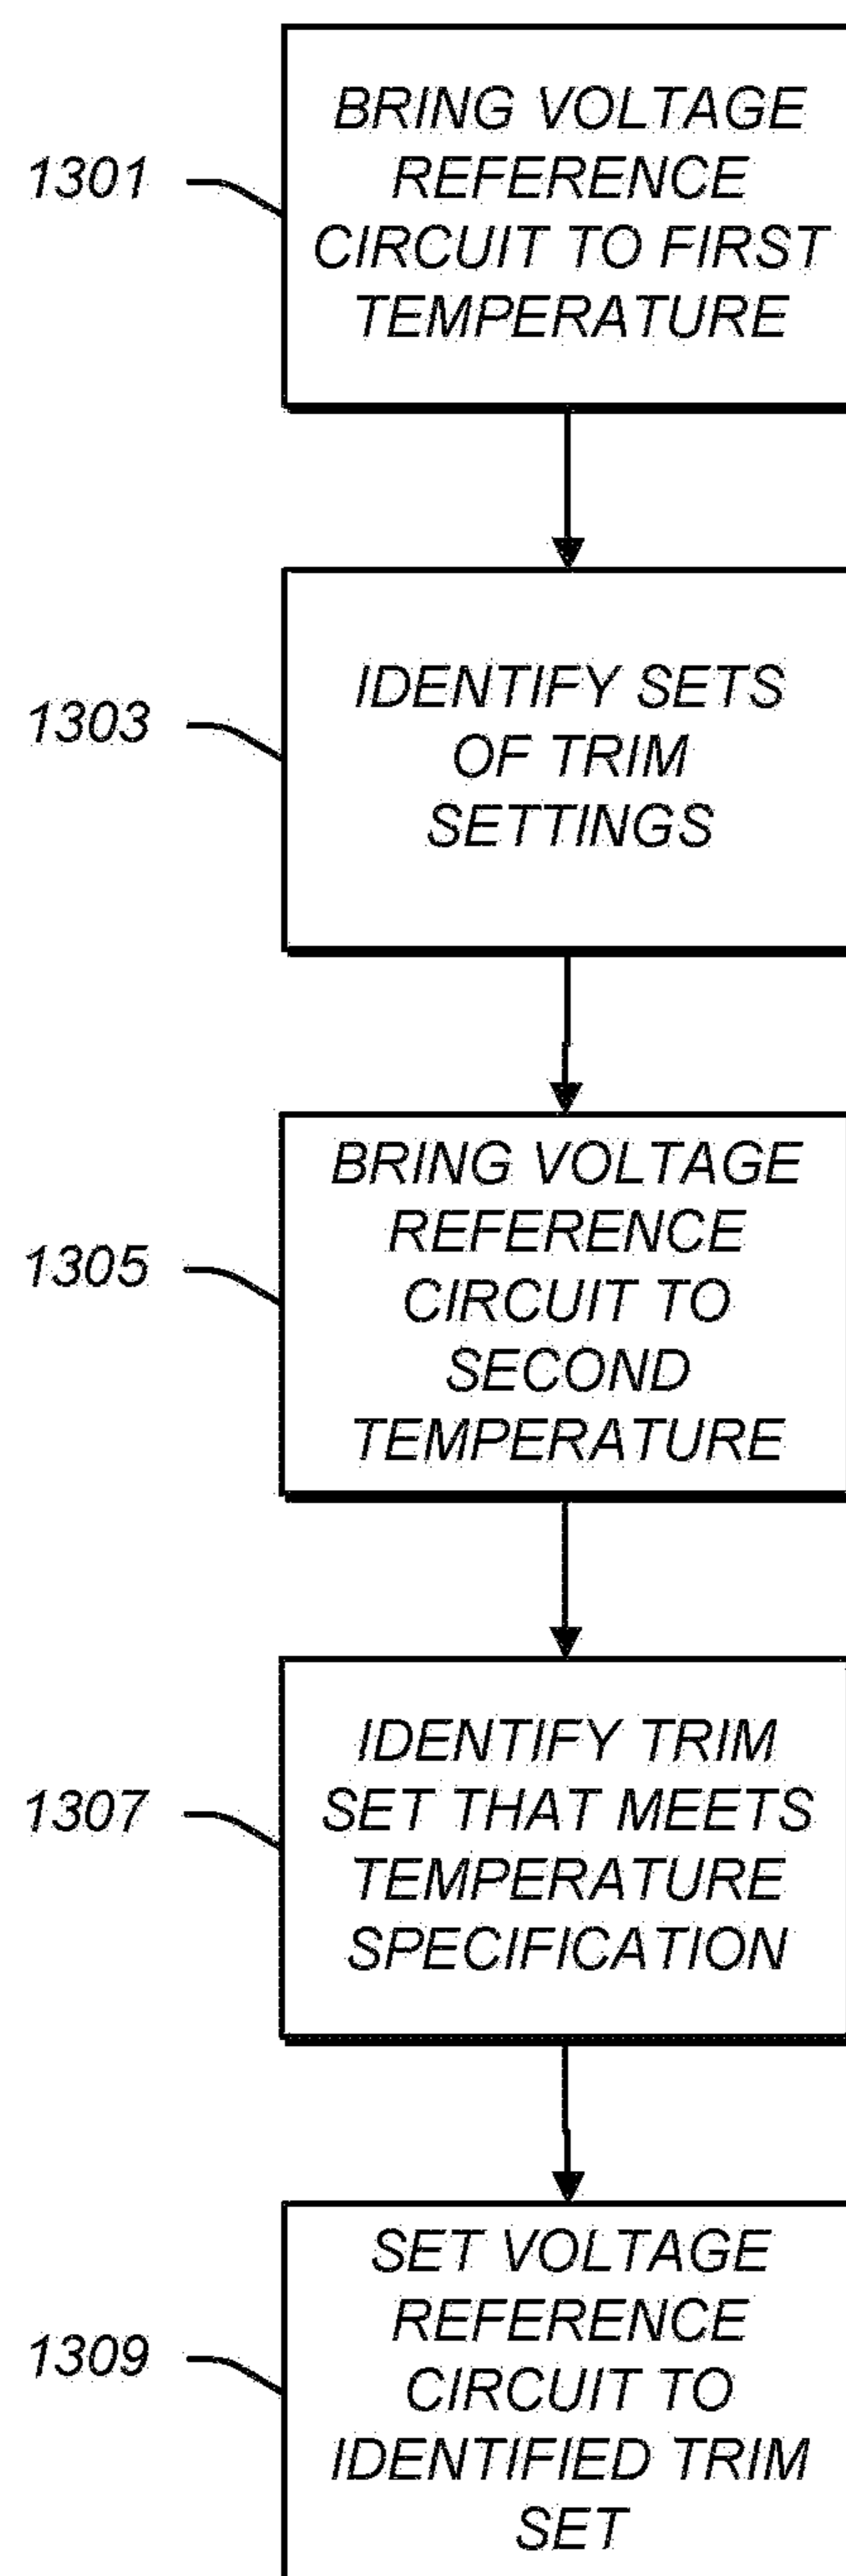 1301
BRING VOLTAGE
REFERENCE
CIRCUIT TO FIRST
TEMPERATURE
1303
IDENTIFY SETS
OF TRIM
SETTINGS
1305
BRING VOLTAGE
REFERENCE
CIRCUIT TO
SECOND
TEMPERATURE
1307
IDENTIFY TRIM
SET THAT MEETS
TEMPERATURE
SPECIFICATION
1309
SET VOLTAGE
REFERENCE
CIRCUIT TO
IDENTIFIED TRIM
SET